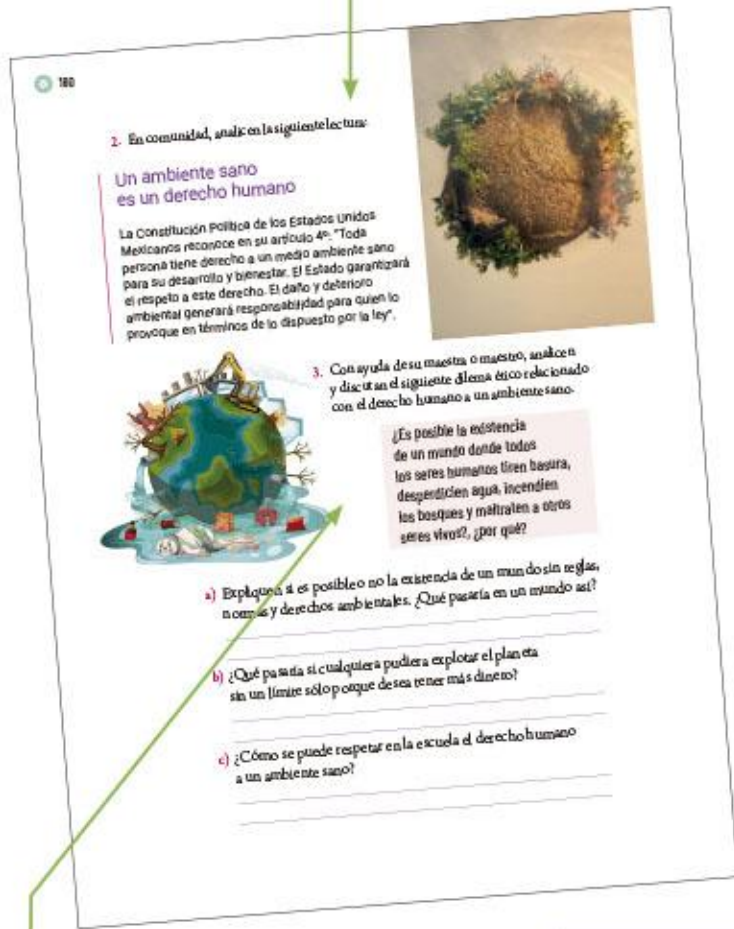 180
2. En comunidad, analicen la siguiente lectura:
Un ambiente sano
es un derecho humano
La Constitución Política de los Estados Unidos
Mexicanos reconoce en su artículo 4º: "Toda
persona tiene derecho a un medio ambiente sano
para su desarrollo y bienestar. El Estado garantizará
el respeto a este derecho. El daño y deterioro
ambiental generará responsabilidad para quien lo
provoque en términos de lo dispuesto por la ley".
3. Con ayuda de su maestra o maestro, analicen
y discutan el siguiente dilema ético relacionado
con el derecho humano a un ambiente sano.
¿Es posible la existencia
de un mundo donde todos
los seres humanos tiren basura,
desperdicien agua, incendien
los bosques y maltraten a otros
seres vivos?, ¿por qué?
a) Expliquen si es posible o no la existencia de un mundo sin reglas,
normas y derechos ambientales. ¿Qué pasaría en un mundo así?
b) ¿Qué pasaría si cualquiera pudiera explotar el planeta
sin un límite sólo porque desea tener más dinero?
c) ¿Cómo se puede respetar en la escuela el derecho humano
a un ambiente sano?